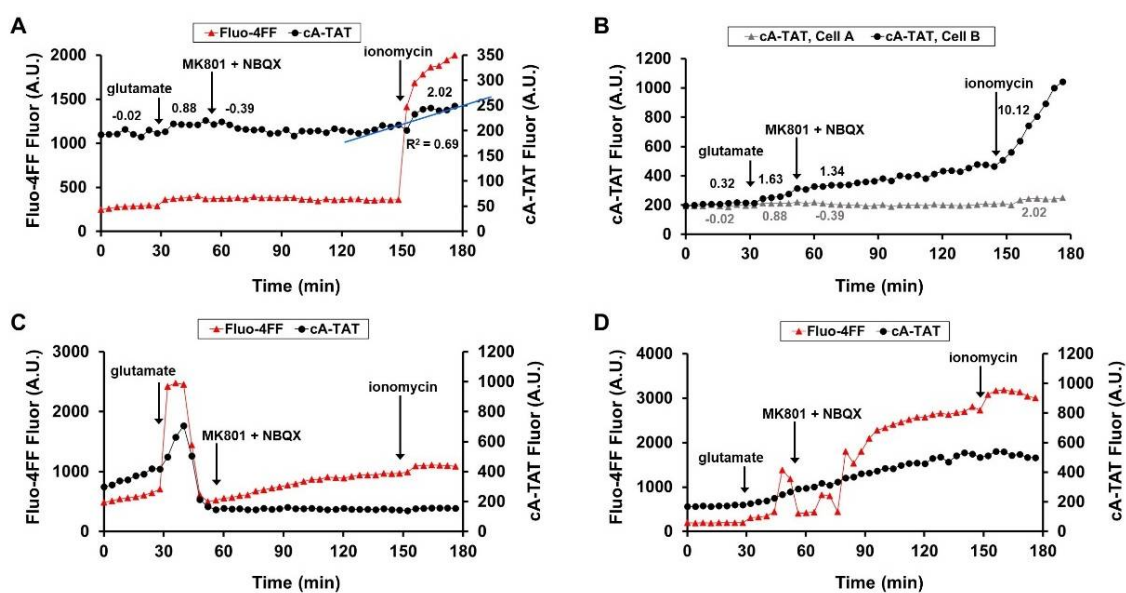 A
Fluo-4FF cA-TAT
ionomycin
MK801 + NBQX
glutamate
-0.02 0.88 -0.39 2.02
R² = 0.69
Fluo-4FF Fluor (A.U.)
2000
1500
1000
500
0
cA-TAT Fluor (A.U.)
350
300
250
200
150
100
50
0
0 30 60 90 120 150 180
Time (min)
B
cA-TAT, Cell A cA-TAT, Cell B
ionomycin
10.12
MK801 + NBQX
glutamate
0.32 1.63 1.34
-0.02 0.88 -0.39 2.02
cA-TAT Fluor (A.U.)
1200
1000
800
600
400
200
0
0 30 60 90 120 150 180
Time (min)
C
Fluo-4FF cA-TAT
glutamate
ionomycin
MK801 + NBQX
Fluo-4FF Fluor (A.U.)
3000
2000
1000
0
cA-TAT Fluor (A.U.)
1200
1000
800
600
400
200
0
0 30 60 90 120 150 180
Time (min)
D
Fluo-4FF cA-TAT
ionomycin
MK801 + NBQX
glutamate
Fluo-4FF Fluor (A.U.)
4000
3000
2000
1000
0
cA-TAT Fluor (A.U.)
1200
1000
800
600
400
200
0
0 30 60 90 120 150 180
Time (min)